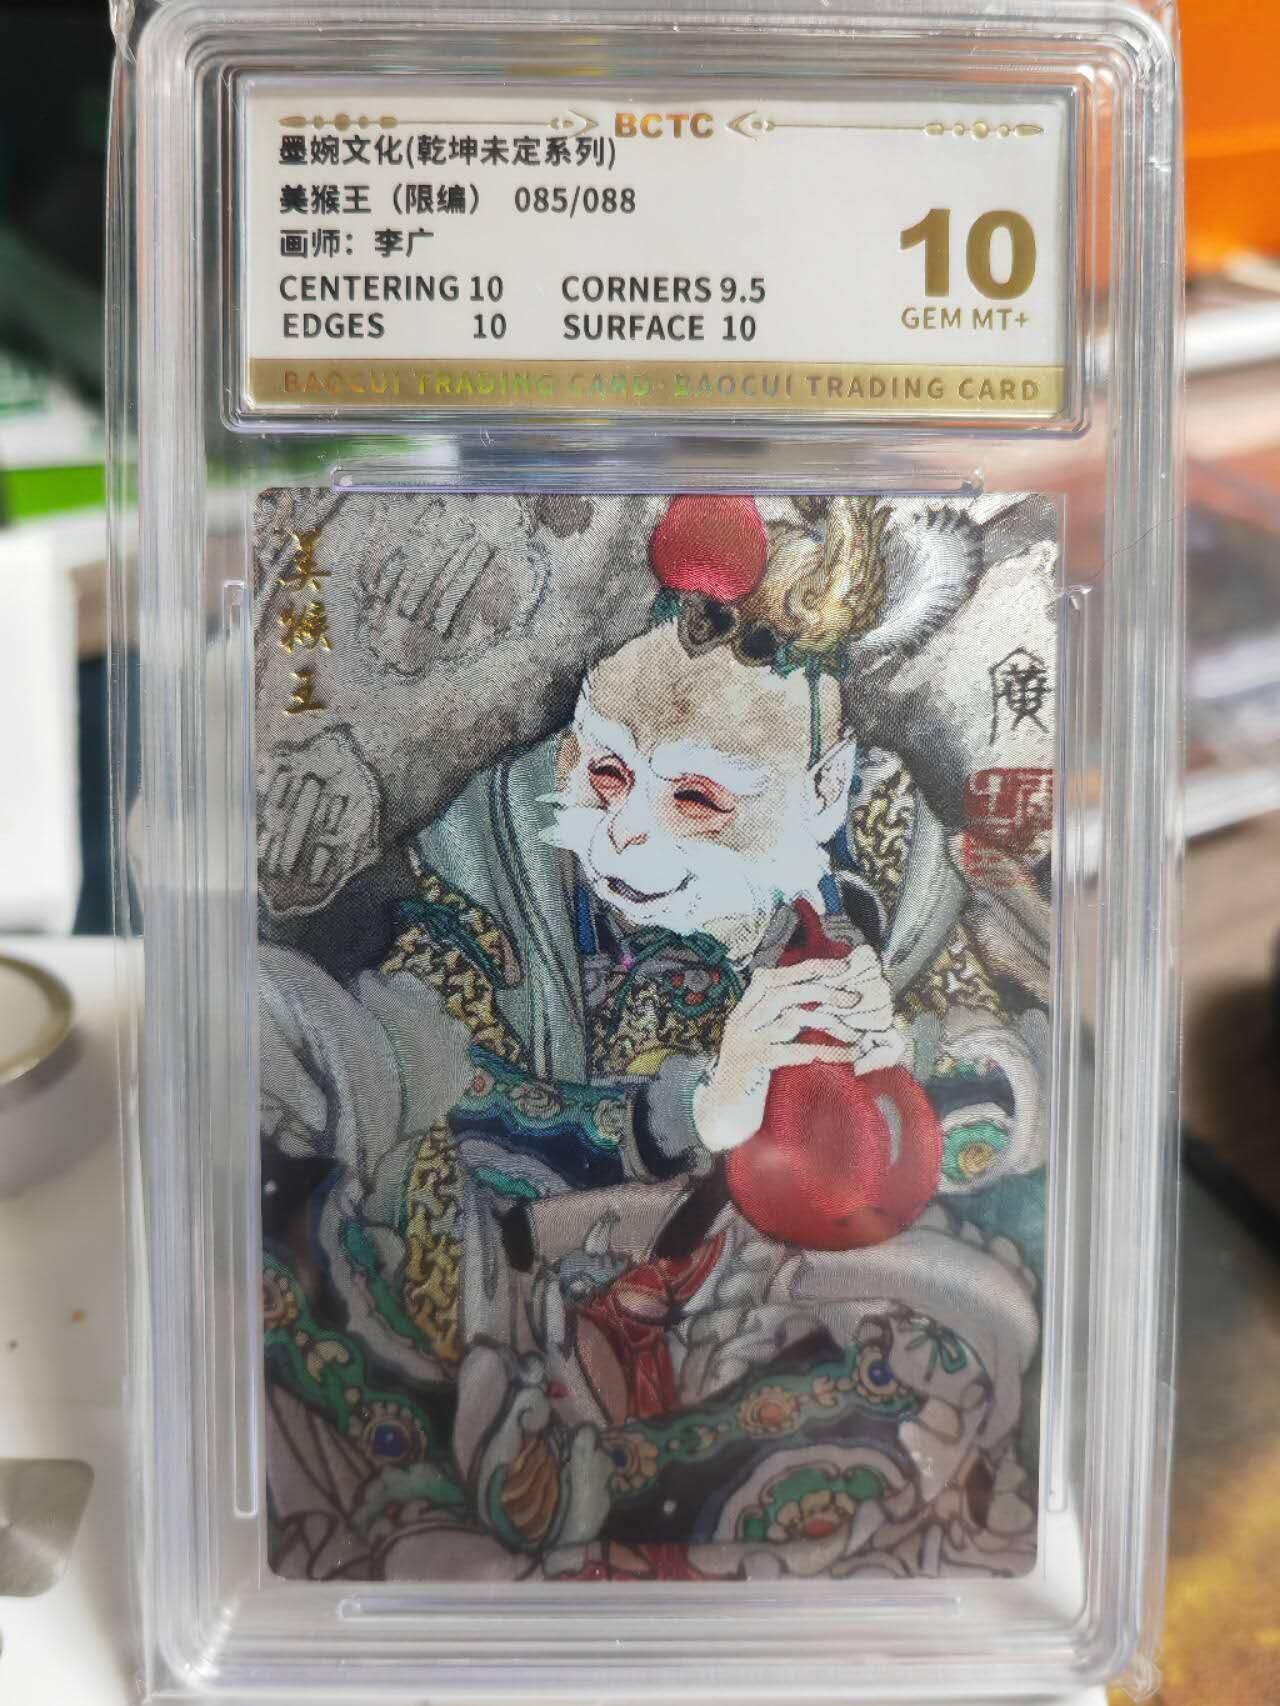 BCTC
墨婉文化(乾坤未定系列)
美猴王（限编） 085/088
画师：李广
CENTERING 10 CORNERS 9.5
EDGES 10 SURFACE 10
10
GEM MT+
BAOCUI TRADING CARD BAOCUI TRADING CARD
美猴王
廣